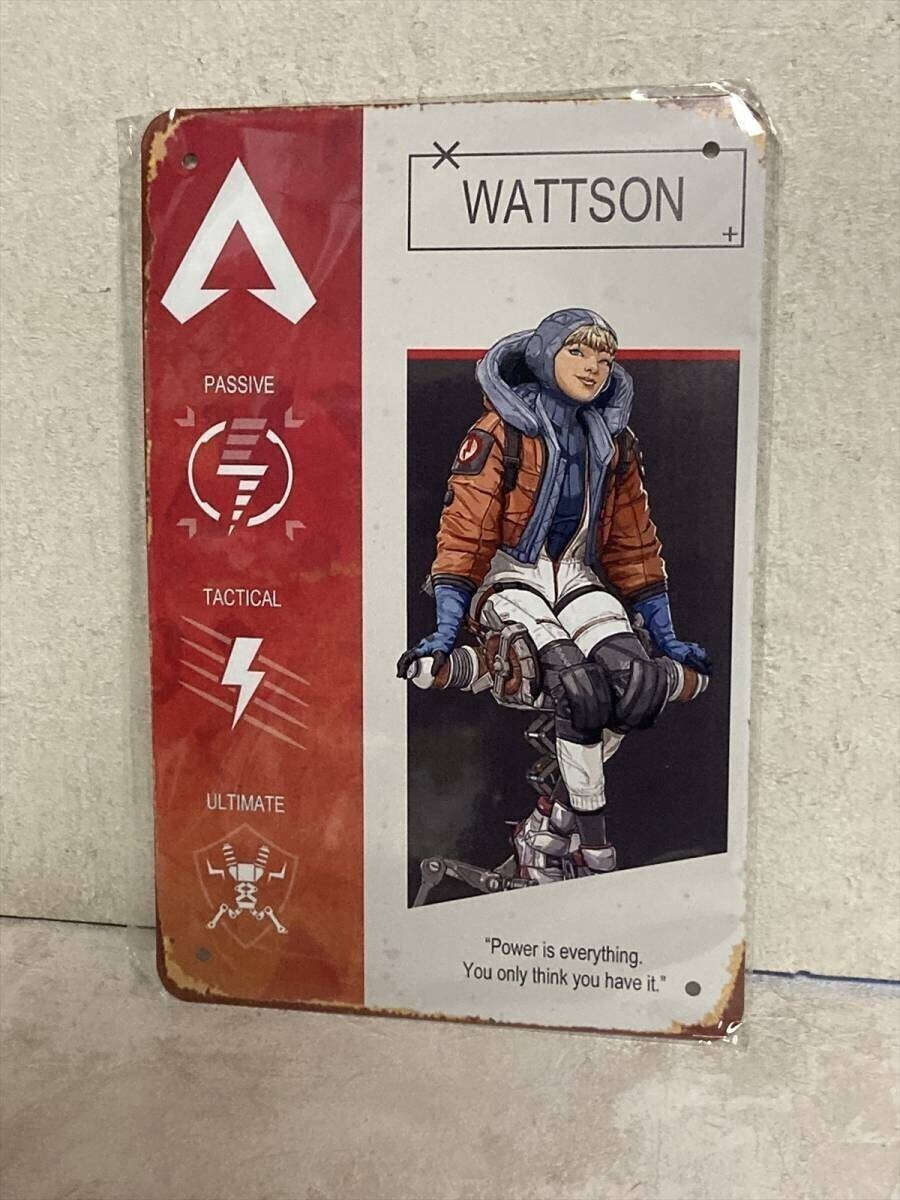 WATTSON
PASSIVE
TACTICAL
ULTIMATE
"Power is everything.
You only think you have it."